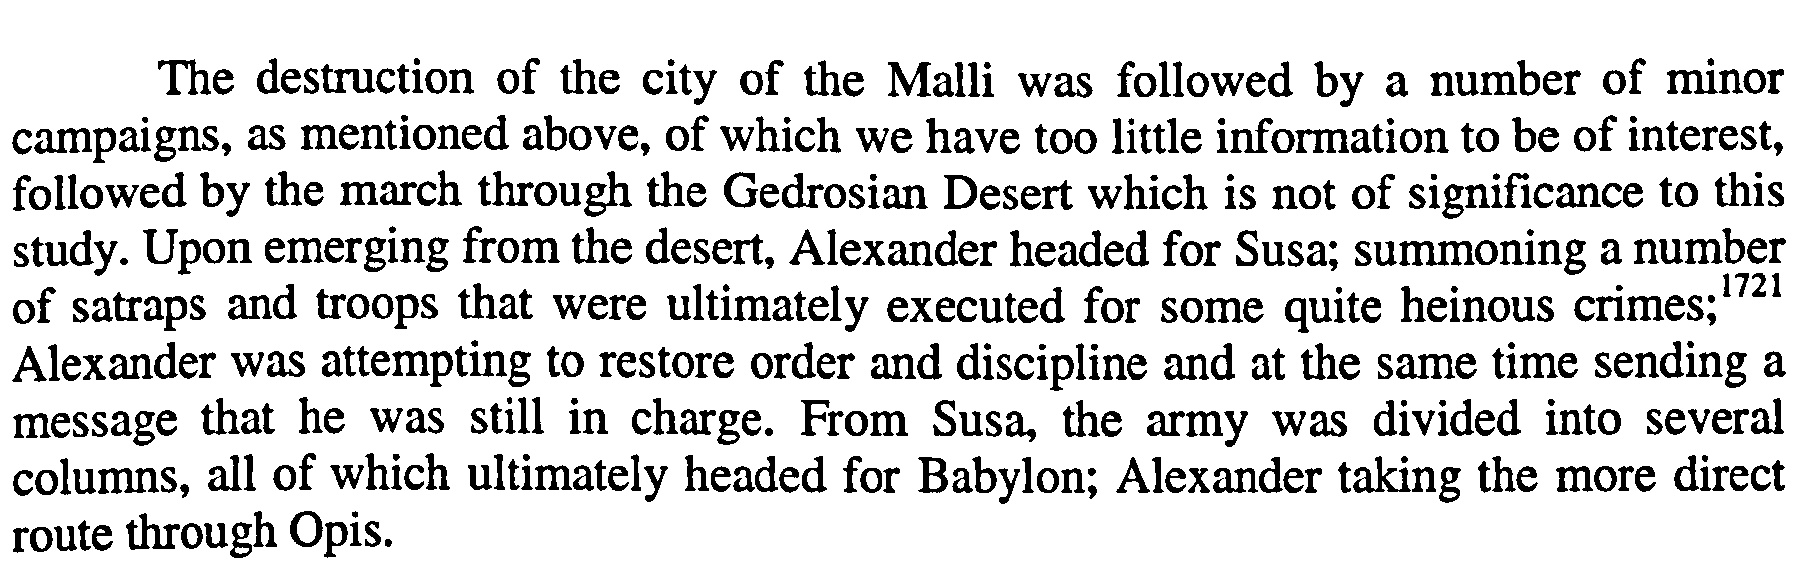 The destruction of the city of the Malli was followed by a number of minor
campaigns, as mentioned above, of which we have too little information to be of interest,
followed by the march through the Gedrosian Desert which is not of significance to this
study. Upon emerging from the desert, Alexander headed for Susa; summoning a number
of satraps and troops that were ultimately executed for some quite heinous crimes;1721
Alexander was attempting to restore order and discipline and at the same time sending a
message that he was still in charge. From Susa, the army was divided into several
columns, all of which ultimately headed for Babylon; Alexander taking the more direct
route through Opis.